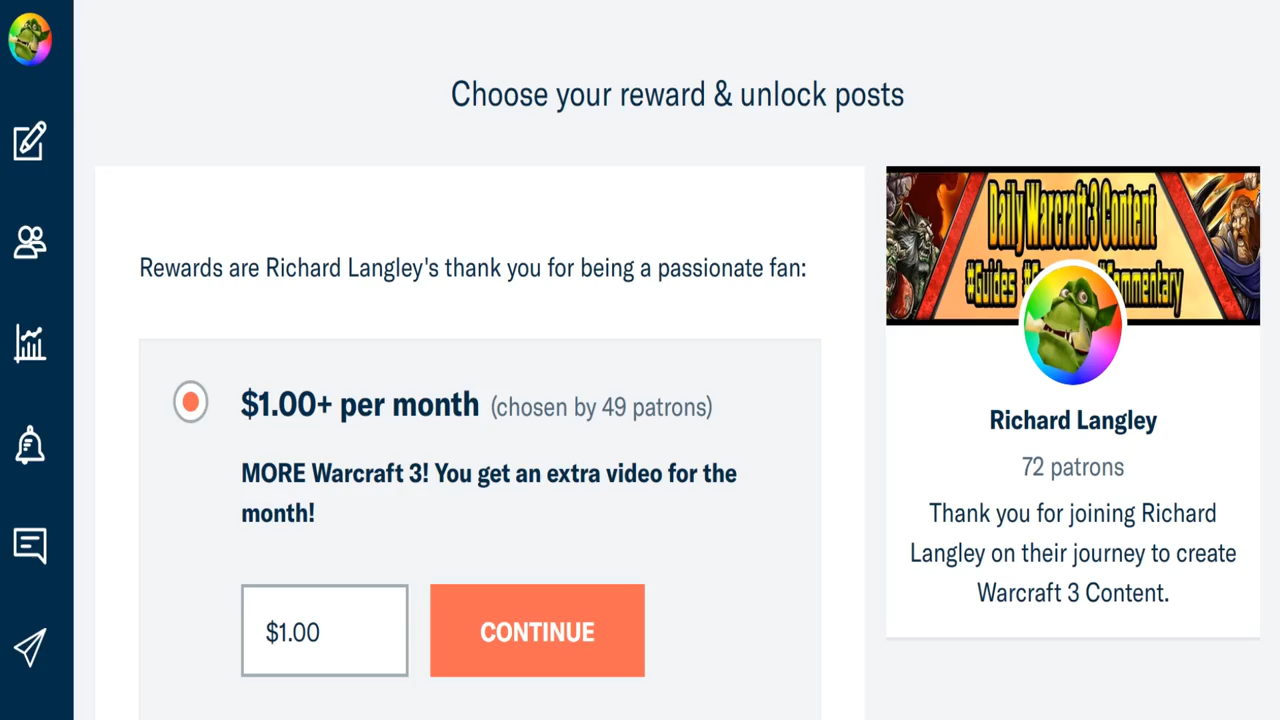 Choose your reward & unlock posts
Rewards are Richard Langley's thank you for being a passionate fan:
$1.00+ per month (chosen by 49 patrons)
MORE Warcraft 3! You get an extra video for the
month!
$1.00
CONTINUE
Daily Warcraft 3 Content
#Guides
Richard Langley
72 patrons
Thank you for joining Richard
Langley on their journey to create
Warcraft 3 Content.